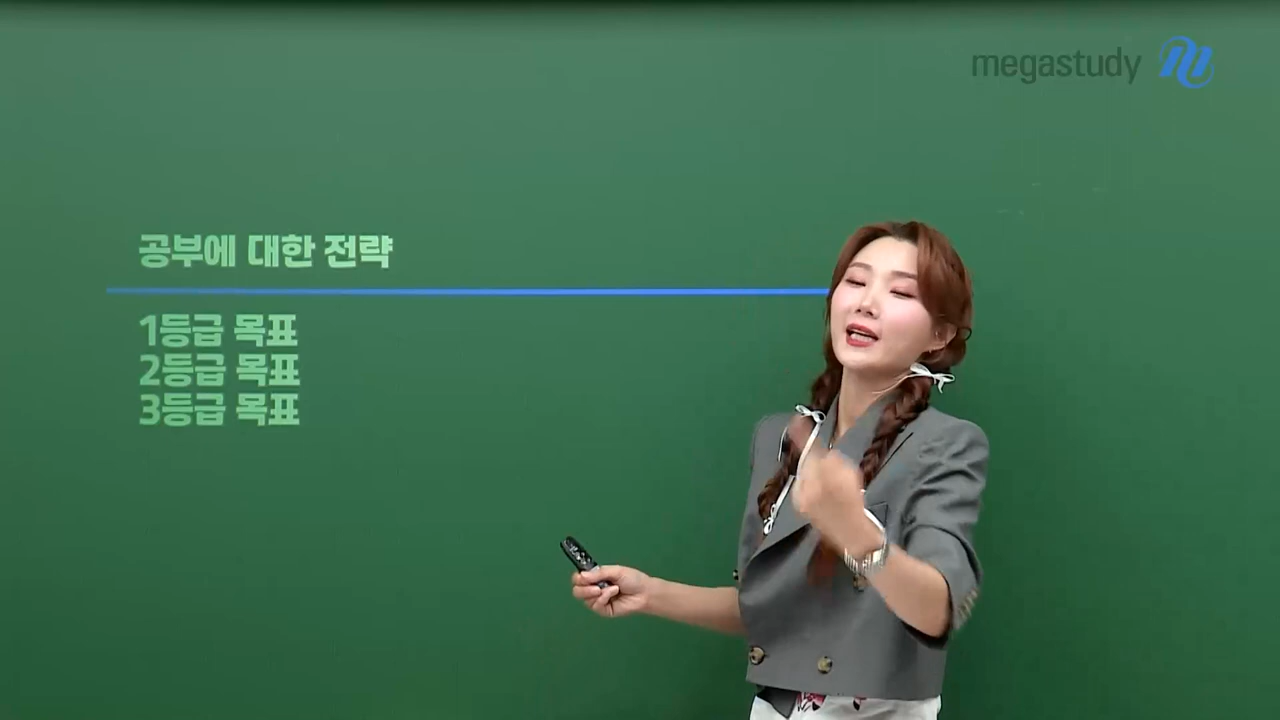 megastudy
공부에 대한 전략
1등급 목표
2등급 목표
3등급 목표